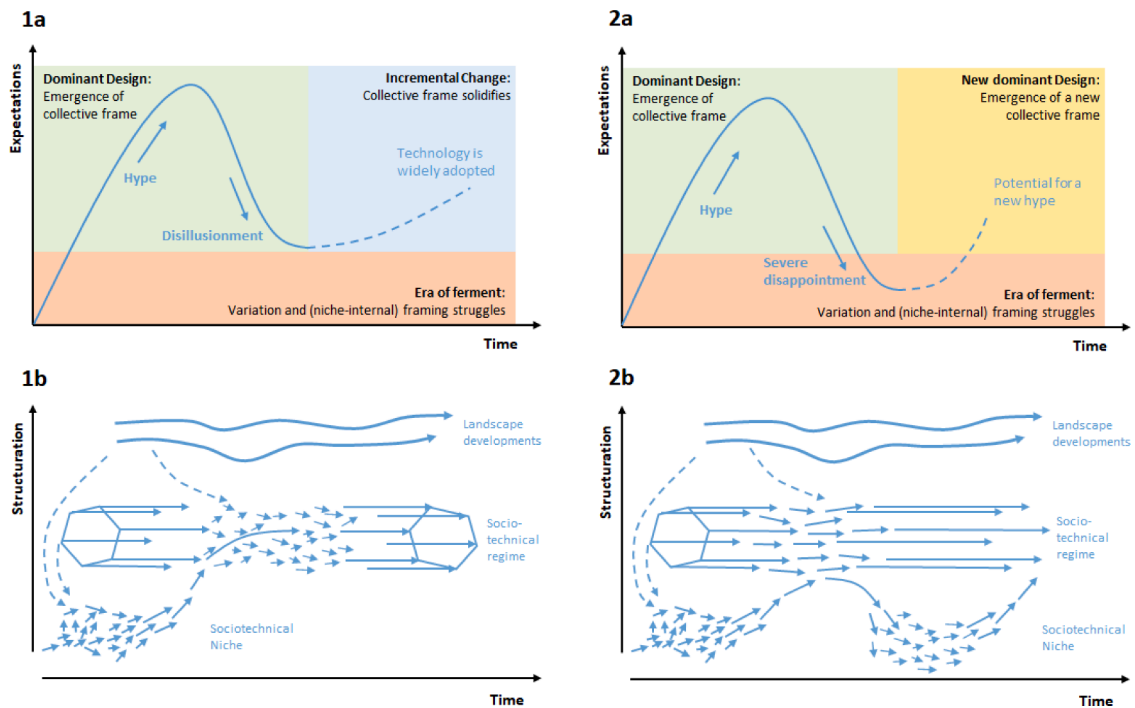 1a
Expectations
Dominant Design:
Emergence of
collective frame
Incremental Change:
Collective frame solidifies
Hype
Disillusionment
Technology is
widely adopted
Era of ferment:
Variation and (niche-internal) framing struggles
Time
2a
Expectations
Dominant Design:
Emergence of
collective frame
New dominant Design:
Emergence of a new
collective frame
Hype
Severe
disappointment
Potential for a
new hype
Era of ferment:
Variation and (niche-internal) framing struggles
Time
1b
Structuration
Landscape
developments
Socio-
technical
regime
Sociotechnical
Niche
Time
2b
Structuration
Landscape
developments
Socio-
technical
regime
Sociotechnical
Niche
Time